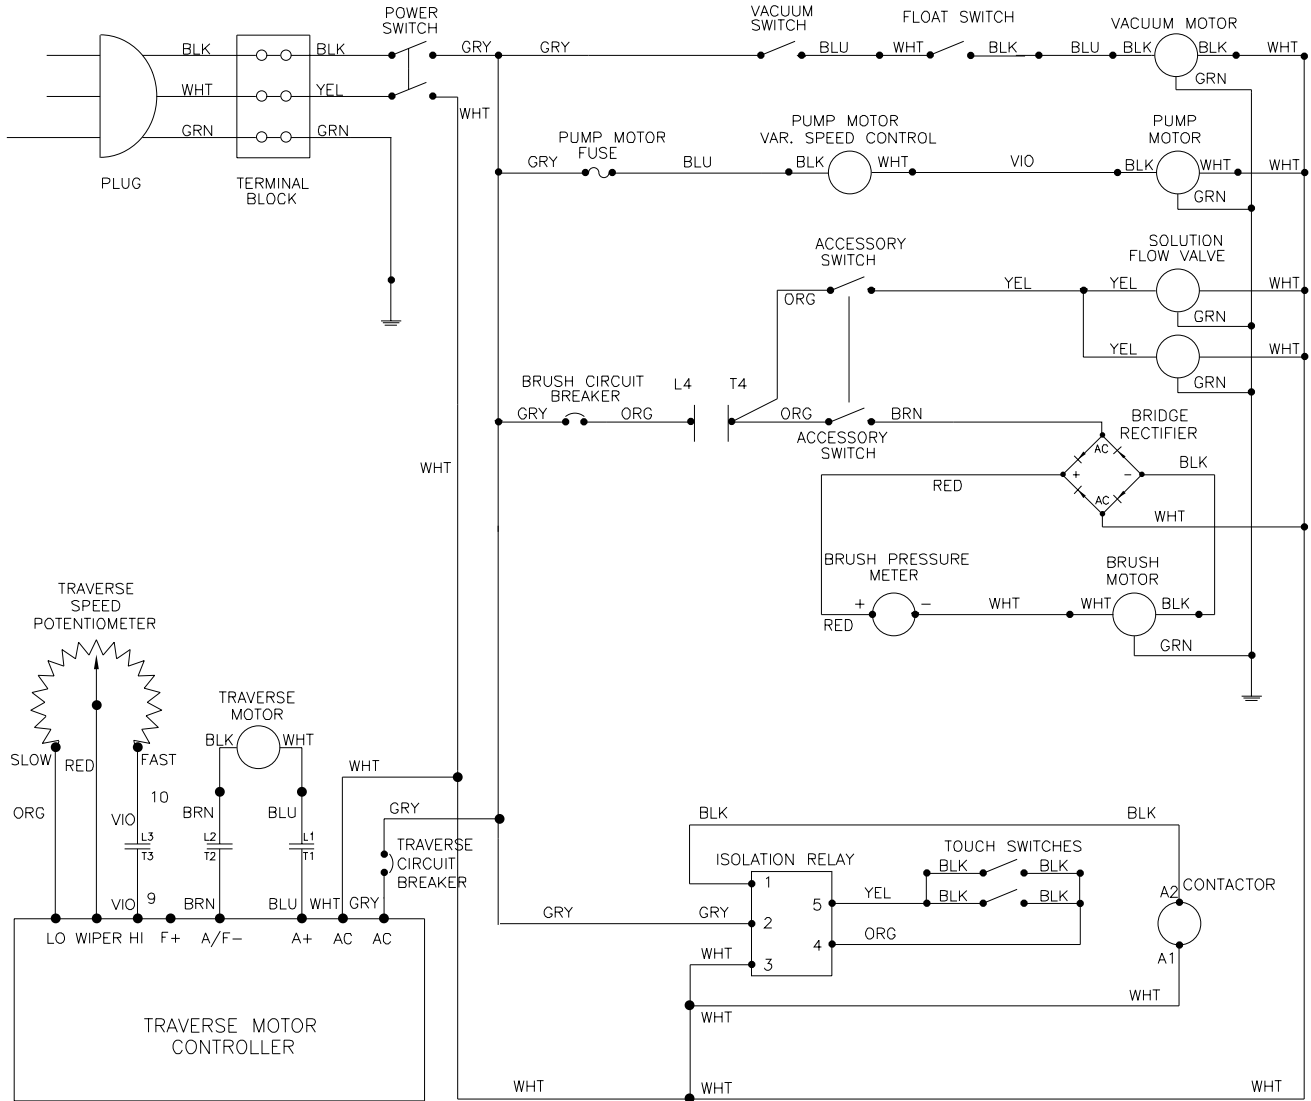 POWER
SWITCH
BLK BLK GRY GRY
WHT YEL WHT
GRN GRN
PLUG
TERMINAL
BLOCK
VACUUM
SWITCH
BLU WHT
FLOAT SWITCH
BLK BLU BLK
VACUUM MOTOR
BLK WHT
GRN
GRY
PUMP MOTOR
FUSE
BLU
PUMP MOTOR
VAR. SPEED CONTROL
BLK WHT VIO BLK
PUMP
MOTOR
WHT WHT
GRN
ACCESSORY
SWITCH
ORG YEL YEL
SOLUTION
FLOW VALVE
WHT
GRN
YEL WHT
GRN
BRUSH CIRCUIT
BREAKER
GRY ORG
L4 T4
ORG BRN
ACCESSORY
SWITCH
BRIDGE
RECTIFIER
AC
+ −
AC
BLK
RED
WHT
WHT
BRUSH PRESSURE
METER
+ −
RED
WHT WHT
BRUSH
MOTOR
BLK
GRN
TRAVERSE
SPEED
POTENTIOMETER
SLOW RED FAST
ORG VIO 10
L3
T3
VIO 9
TRAVERSE
MOTOR
BLK WHT
BRN BLU
L2 L1
T2 T1
BRN BLU WHT GRY
WHT
GRY
TRAVERSE
CIRCUIT
BREAKER
LO WIPER HI F+ A/F− A+ AC AC
TRAVERSE MOTOR
CONTROLLER
BLK BLK
ISOLATION RELAY
1
2
3
5
4
GRY GRY
WHT
YEL
ORG
TOUCH SWITCHES
BLK BLK
BLK BLK
A2 CONTACTOR
A1
WHT
WHT
WHT WHT WHT